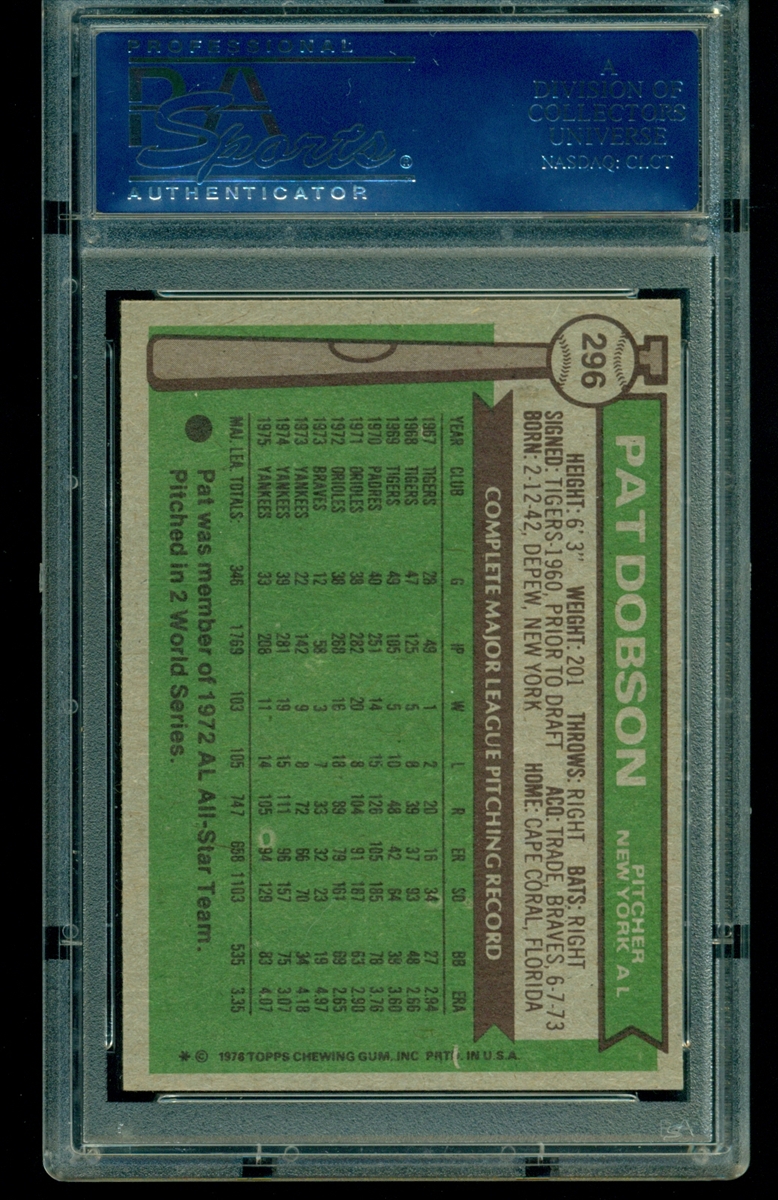 PROFESSIONAL
PSA
Sports®
AUTHENTICATOR
A
DIVISION OF
COLLECTORS
UNIVERSE
NASDAQ: CLCT
296
PAT DOBSON
PITCHER
NEW YORK A L
HEIGHT: 6' 3" WEIGHT: 201 THROWS: RIGHT BATS: RIGHT
SIGNED: TIGERS-1960, PRIOR TO DRAFT ACQ: TRADE, BRAVES, 6-7-73
BORN: 2-12-42, DEPEW, NEW YORK HOME: CAPE CORAL, FLORIDA
COMPLETE MAJOR LEAGUE PITCHING RECORD
YEAR CLUB G IP W L R ER SO BB ERA
1967 TIGERS 28 49 1 2 20 16 34 27 2.94
1968 TIGERS 47 125 5 8 39 37 93 48 2.66
1969 TIGERS 49 105 5 10 48 42 64 39 3.60
1970 PADRES 40 251 14 15 126 105 185 78 3.76
1971 ORIOLES 38 282 20 8 104 91 187 63 2.90
1972 ORIOLES 38 268 16 18 89 79 161 69 2.65
1973 BRAVES 12 58 3 7 33 32 23 19 4.97
1973 YANKEES 22 142 9 8 72 66 70 34 4.18
1974 YANKEES 39 281 19 15 111 96 157 75 3.07
1975 YANKEES 33 208 11 14 105 94 129 83 4.07
MAJ. LEA. TOTALS: 346 1769 103 105 747 688 1103 535 3.35
Pat was member of 1972 AL All-Star Team.
Pitched in 2 World Series.
* © 1976 TOPPS CHEWING GUM, INC PRTD. IN U.S.A.